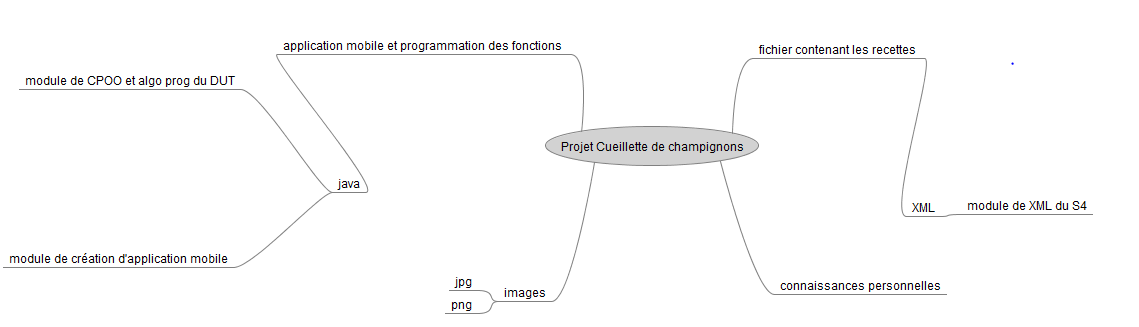 application mobile et programmation des fonctions
fichier contenant les recettes
module de CPOO et algo prog du DUT
Projet Cueillette de champignons
java
XML
module de XML du S4
module de création d'application mobile
jpg
images
png
connaissances personnelles